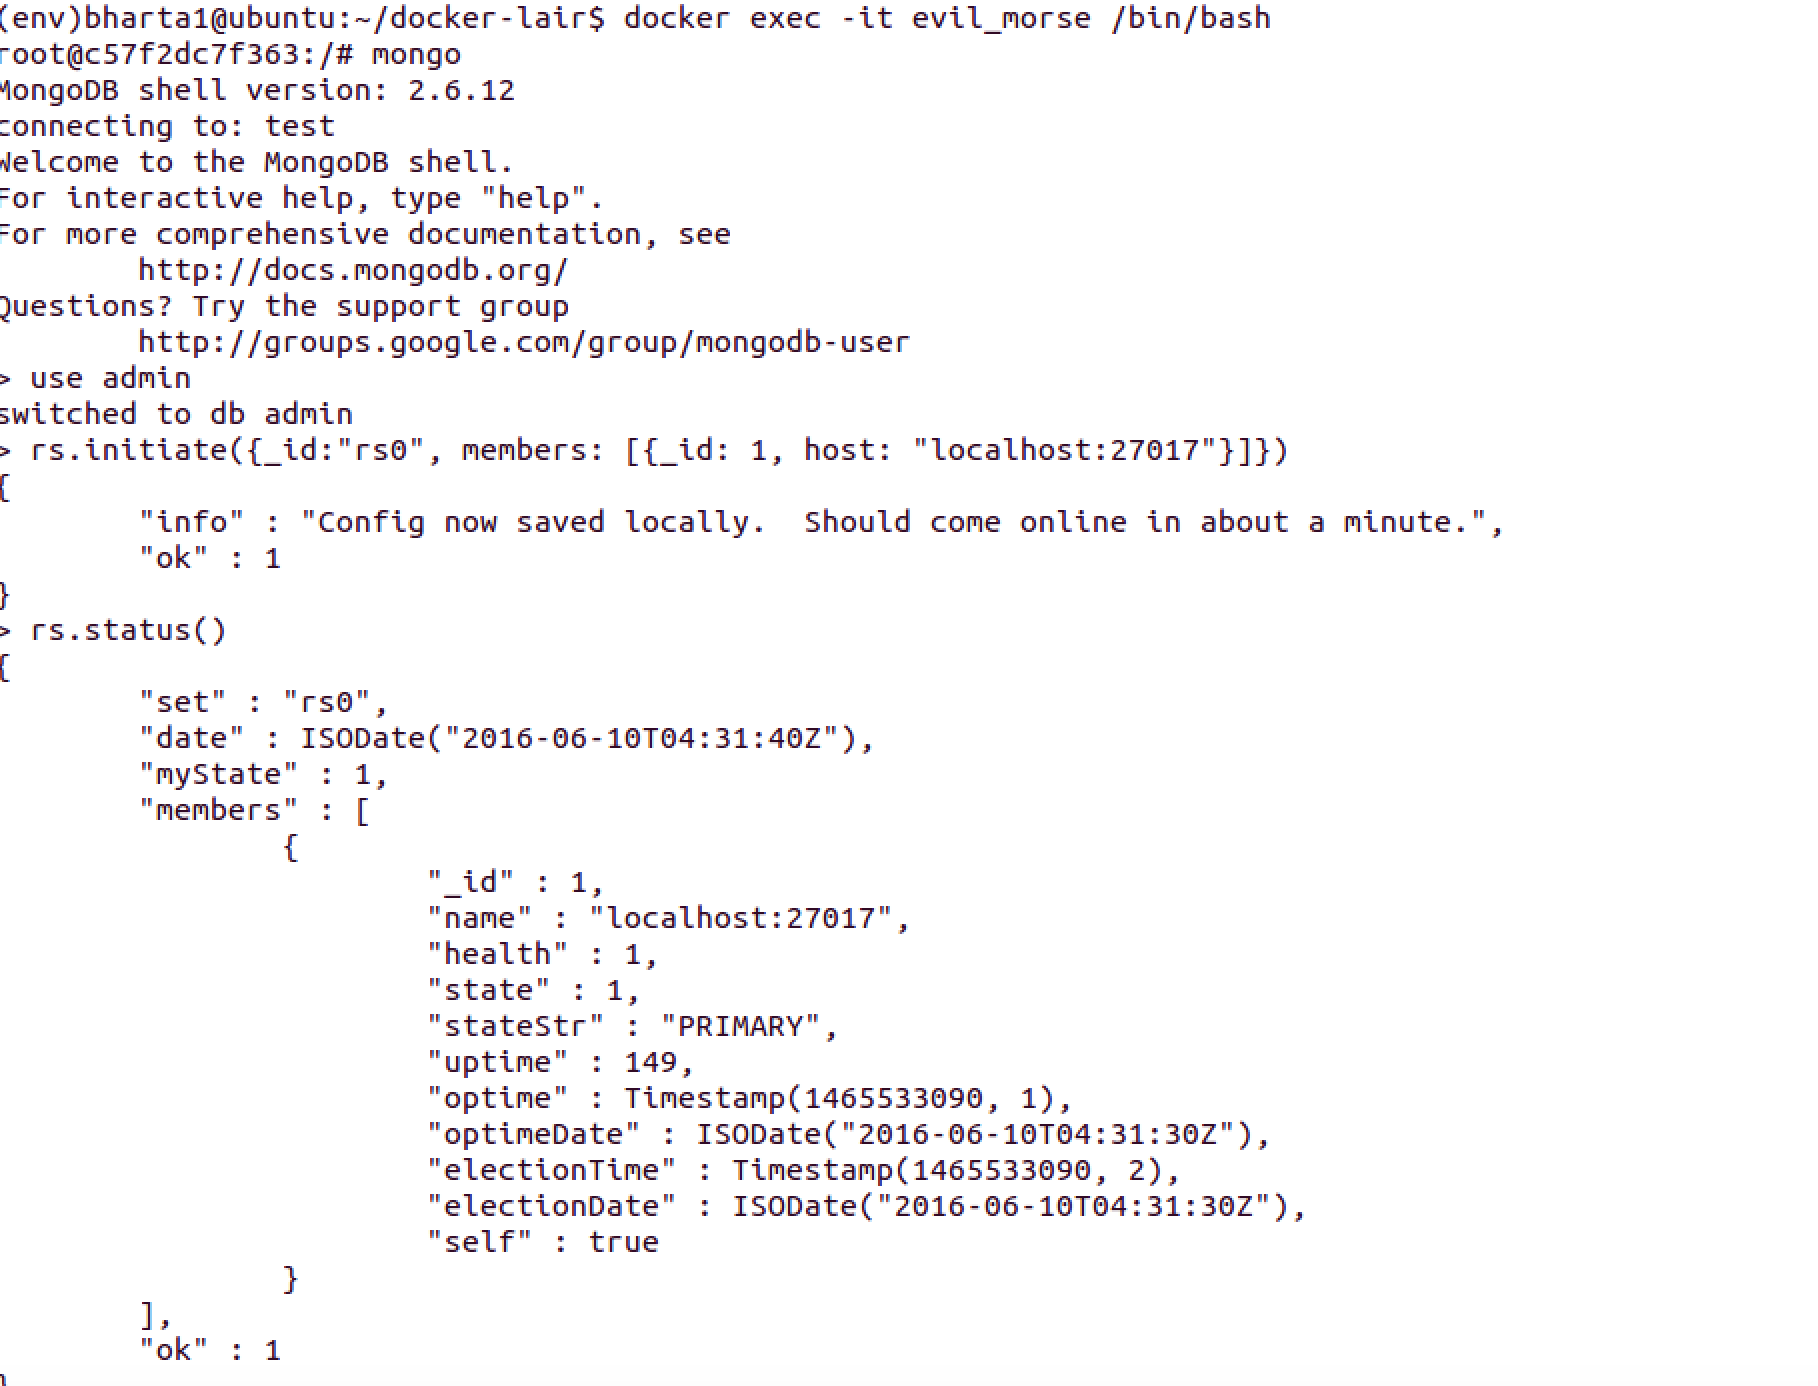 (env)bharta1@ubuntu:~/docker-lair$ docker exec -it evil_morse /bin/bash
root@c57f2dc7f363:/# mongo
MongoDB shell version: 2.6.12
connecting to: test
Welcome to the MongoDB shell.
For interactive help, type "help".
For more comprehensive documentation, see
http://docs.mongodb.org/
Questions? Try the support group
http://groups.google.com/group/mongodb-user
> use admin
switched to db admin
> rs.initiate({_id:"rs0", members: [{_id: 1, host: "localhost:27017"}]})
{
"info" : "Config now saved locally.  Should come online in about a minute.",
"ok" : 1
}
> rs.status()
{
"set" : "rs0",
"date" : ISODate("2016-06-10T04:31:40Z"),
"myState" : 1,
"members" : [
{
"_id" : 1,
"name" : "localhost:27017",
"health" : 1,
"state" : 1,
"stateStr" : "PRIMARY",
"uptime" : 149,
"optime" : Timestamp(1465533090, 1),
"optimeDate" : ISODate("2016-06-10T04:31:30Z"),
"electionTime" : Timestamp(1465533090, 2),
"electionDate" : ISODate("2016-06-10T04:31:30Z"),
"self" : true
}
],
"ok" : 1
}